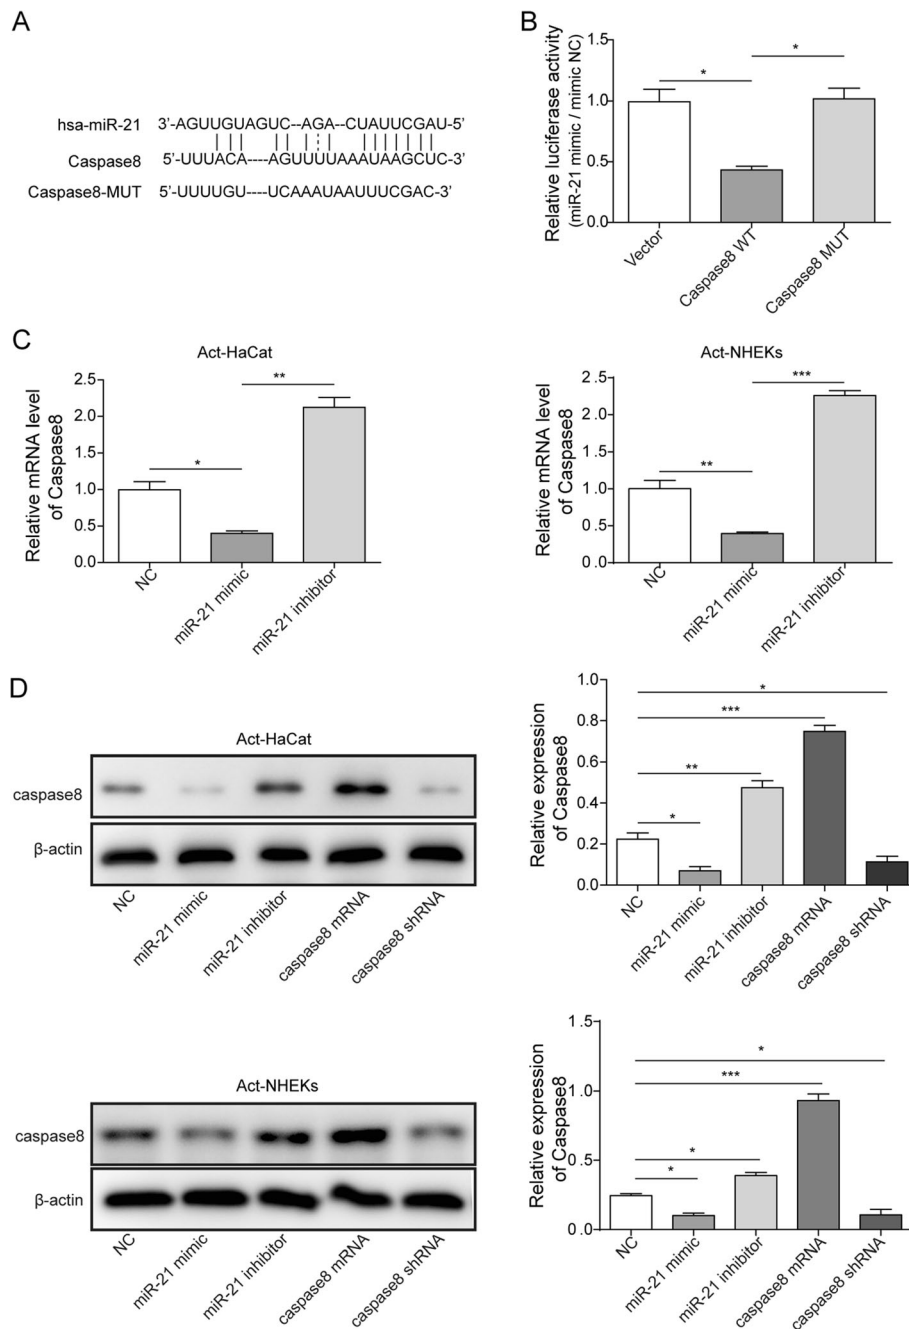 A
hsa-miR-21 3'-AGUUGUAGUC--AGA--CUAUUCGAU-5'
Caspase8 5'-UUUACA----AGUUUUAAAUAAGCUC-3'
Caspase8-MUT 5'-UUUUGU----UCAAAUAAUUUCGAC-3'
B
Relative luciferase activity
(miR-21 mimic / mimic NC)
1.5
1.0
0.5
0.0
*
*
Vector
Caspase8 WT
Caspase8 MUT
C
Act-HaCat
Relative mRNA level
of Caspase8
2.5
2.0
1.5
1.0
0.5
0.0
*
**
NC
miR-21 mimic
miR-21 inhibitor
Act-NHEKs
Relative mRNA level
of Caspase8
2.5
2.0
1.5
1.0
0.5
0.0
**
***
NC
miR-21 mimic
miR-21 inhibitor
D
Act-HaCat
caspase8
β-actin
NC
miR-21 mimic
miR-21 inhibitor
caspase8 mRNA
caspase8 shRNA
Relative expression
of Caspase8
1.0
0.8
0.6
0.4
0.2
0.0
*
***
**
*
NC
miR-21 mimic
miR-21 inhibitor
caspase8 mRNA
caspase8 shRNA
Act-NHEKs
caspase8
β-actin
NC
miR-21 mimic
miR-21 inhibitor
caspase8 mRNA
caspase8 shRNA
Relative expression
of Caspase8
1.5
1.0
0.5
0.0
*
***
*
*
NC
miR-21 mimic
miR-21 inhibitor
caspase8 mRNA
caspase8 shRNA